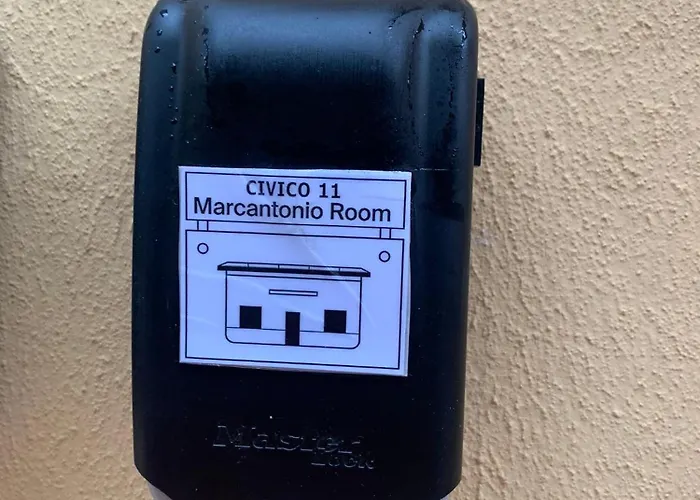 CIVICO 11
Marcantonio Room
Master
Lock